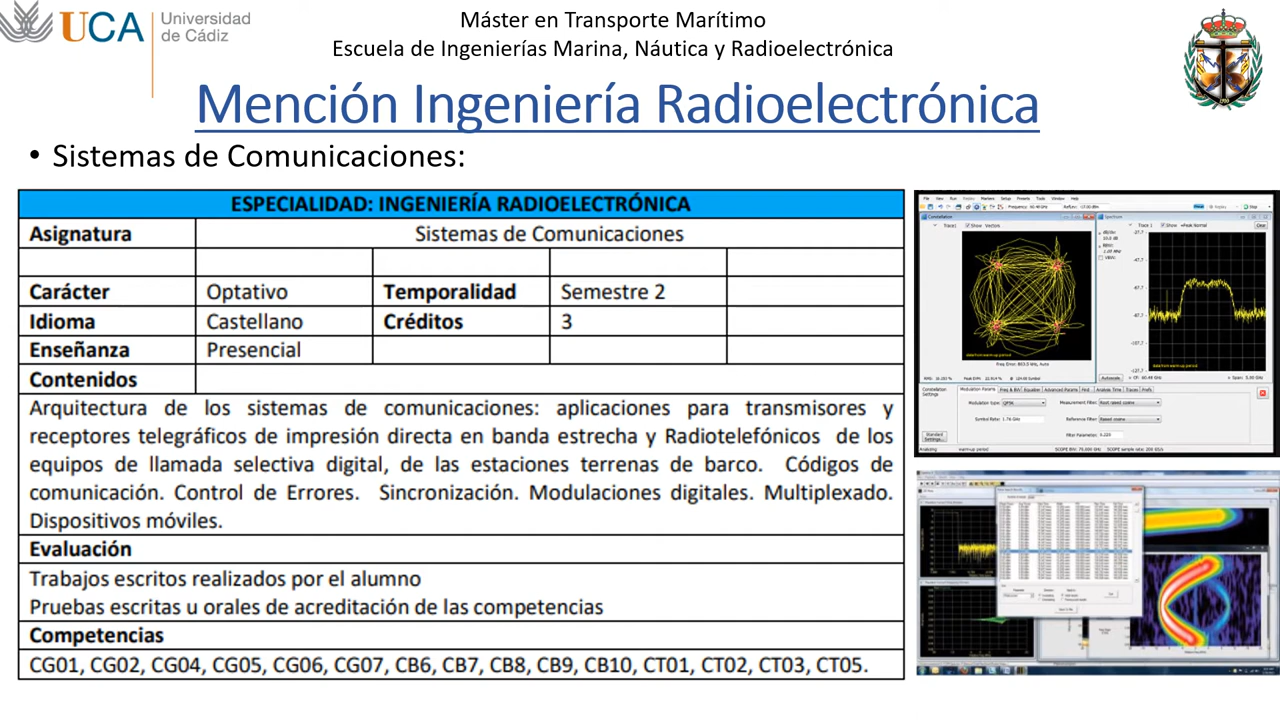 UCA
Universidad
de Cádiz
Máster en Transporte Marítimo
Escuela de Ingenierías Marina, Náutica y Radioelectrónica
Mención Ingeniería Radioelectrónica
• Sistemas de Comunicaciones:
ESPECIALIDAD: INGENIERÍA RADIOELECTRÓNICA
Asignatura Sistemas de Comunicaciones
Carácter Optativo Temporalidad Semestre 2
Idioma Castellano Créditos 3
Enseñanza Presencial
Contenidos
Arquitectura de los sistemas de comunicaciones: aplicaciones para transmisores y
receptores telegráficos de impresión directa en banda estrecha y Radiotelefónicos de los
equipos de llamada selectiva digital, de las estaciones terrenas de barco. Códigos de
comunicación. Control de Errores. Sincronización. Modulaciones digitales. Multiplexado.
Dispositivos móviles.
Evaluación
Trabajos escritos realizados por el alumno
Pruebas escritas u orales de acreditación de las competencias
Competencias
CG01, CG02, CG04, CG05, CG06, CG07, CB6, CB7, CB8, CB9, CB10, CT01, CT02, CT03, CT05.